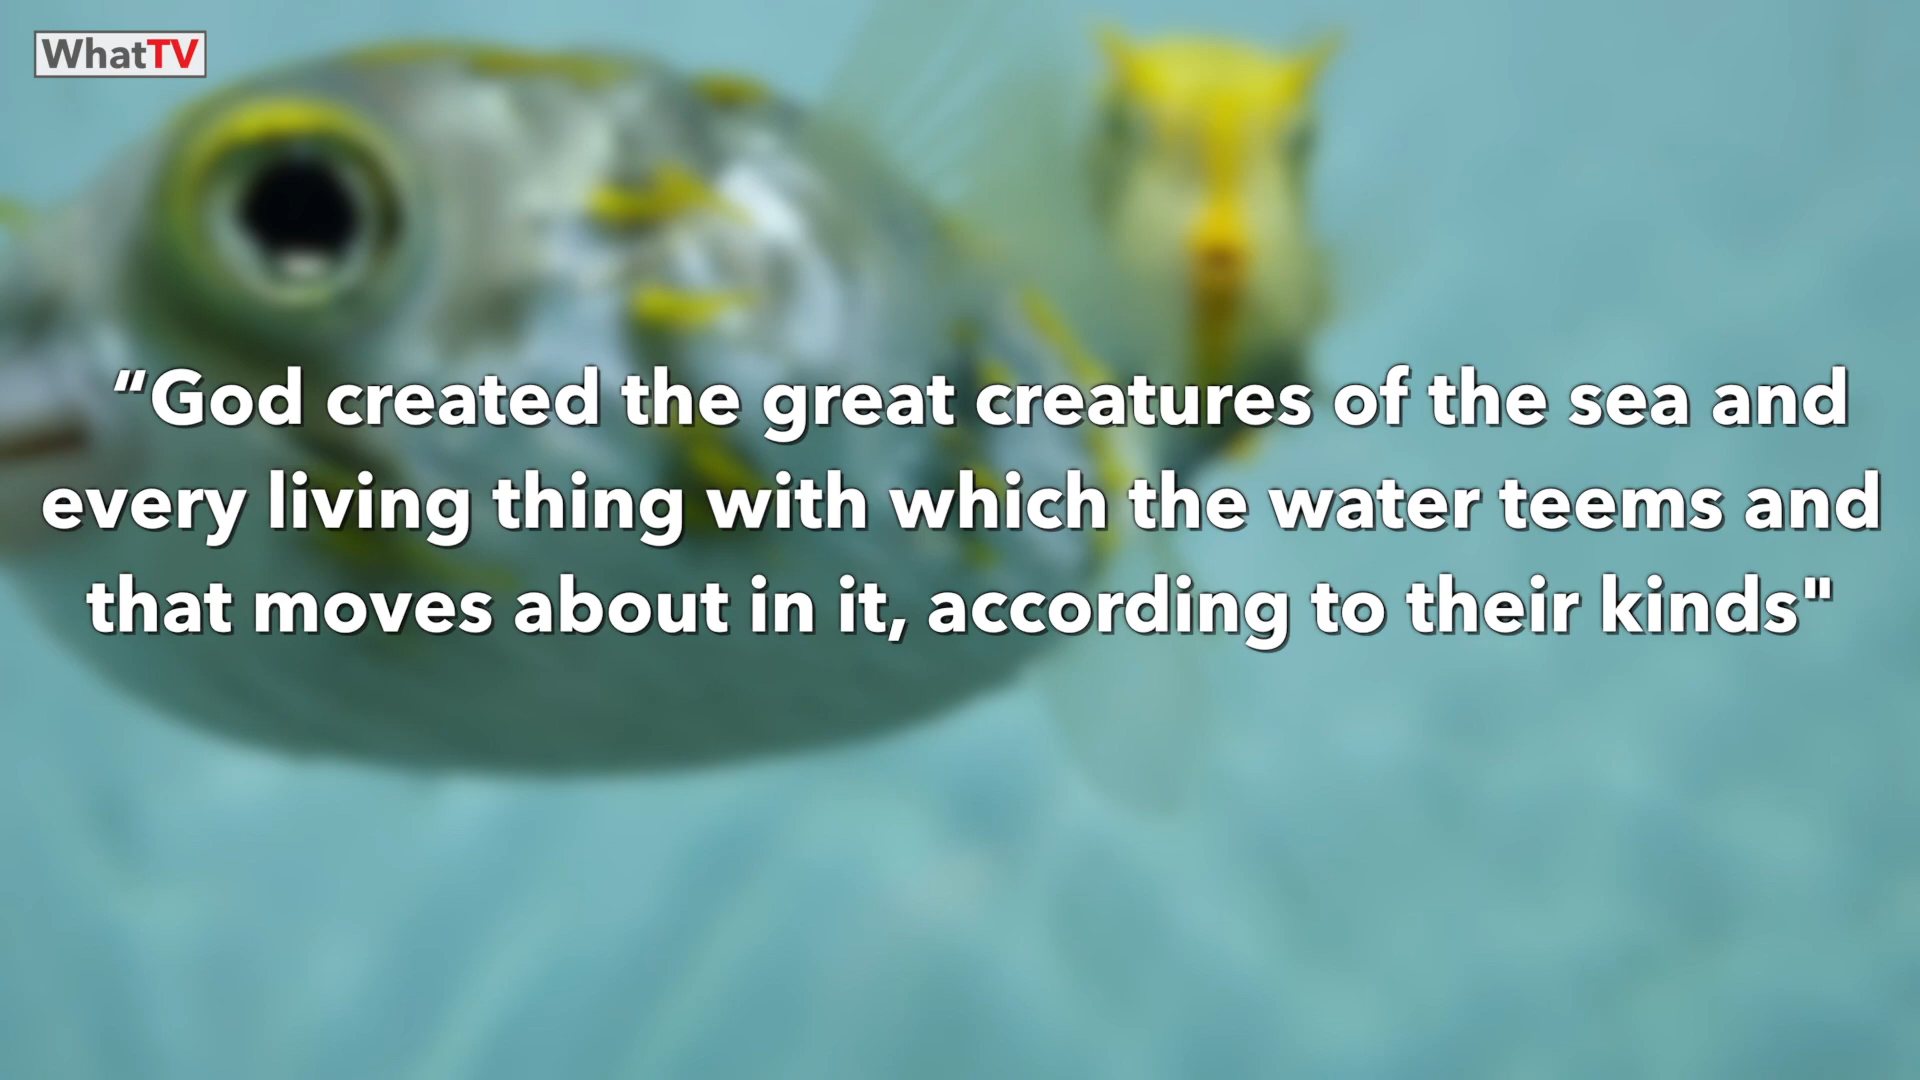 WhatTV
“God created the great creatures of the sea and
every living thing with which the water teems and
that moves about in it, according to their kinds"